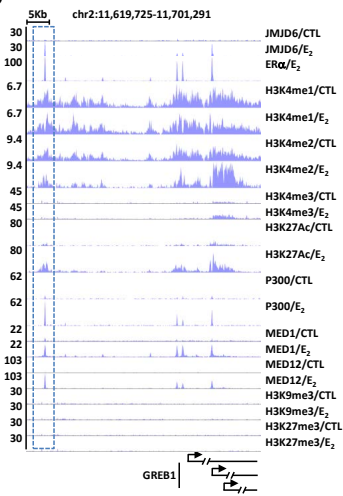 5Kb chr2:11,619,725-11,701,291
30 JMJD6/CTL
30 JMJD6/E2
100 ERα/E2
6.7 H3K4me1/CTL
6.7 H3K4me1/E2
9.4 H3K4me2/CTL
9.4 H3K4me2/E2
45 H3K4me3/CTL
45 H3K4me3/E2
80 H3K27Ac/CTL
80 H3K27Ac/E2
62 P300/CTL
62 P300/E2
22 MED1/CTL
22 MED1/E2
103 MED12/CTL
103 MED12/E2
30 H3K9me3/CTL
30 H3K9me3/E2
30 H3K27me3/CTL
30 H3K27me3/E2
GREB1